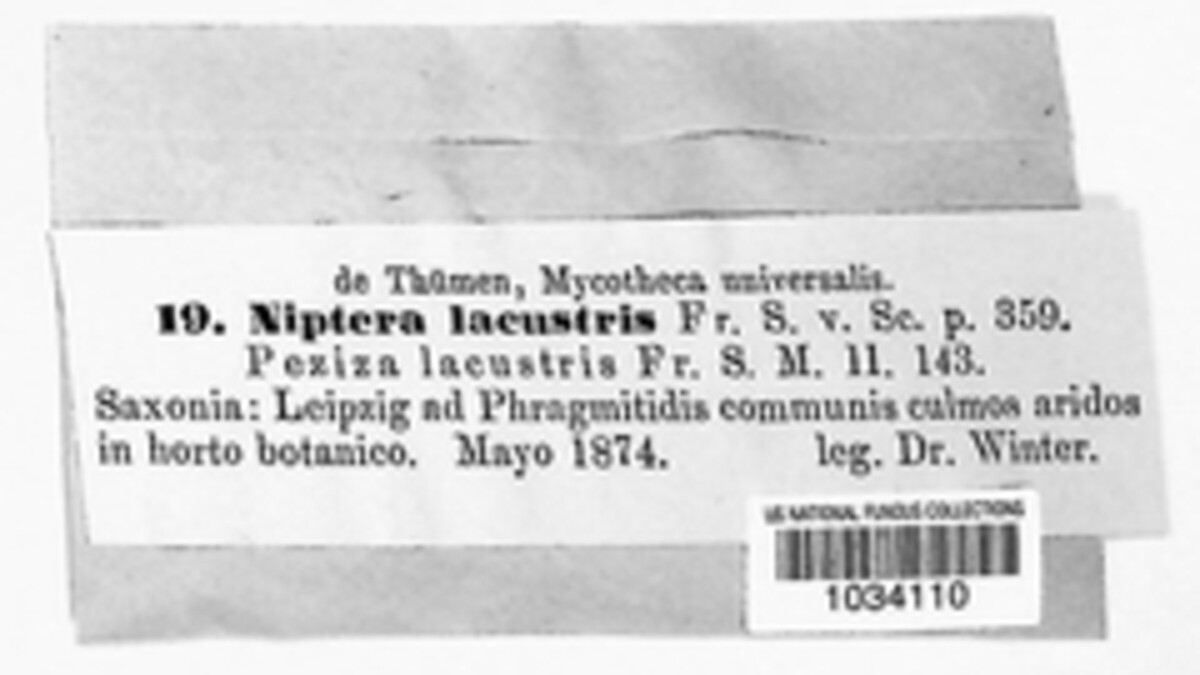 de Thümen, Mycotheca universalis.
19. Niptera lacustris Fr. S. v. Sc. p. 359.
Peziza lacustris Fr. S. M. II. 143.
Saxonia: Leipzig ad Phragmitidis communis culmos aridos
in horto botanico. Mayo 1874. leg. Dr. Winter.
US NATIONAL FUNGUS COLLECTIONS
1034110